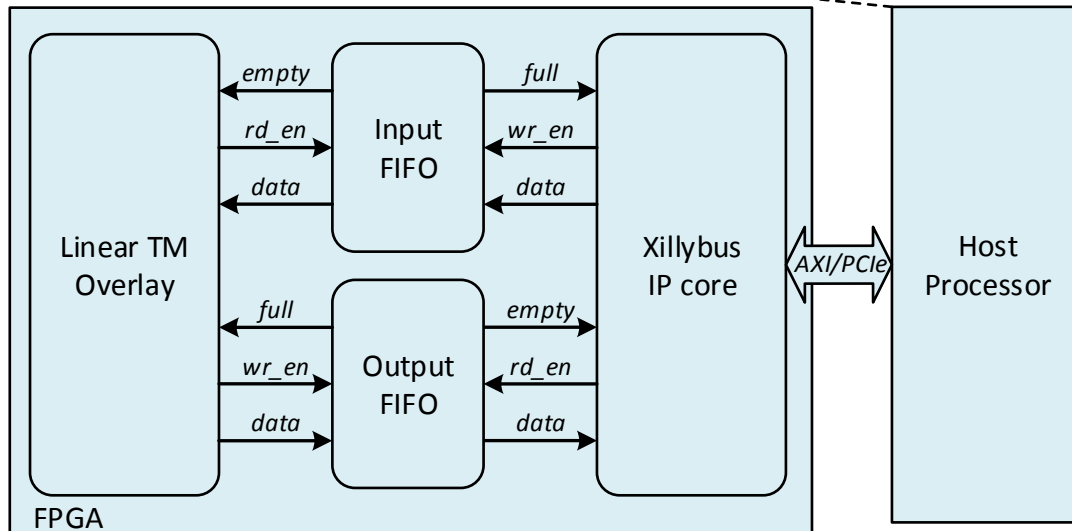 Linear TM
Overlay
empty
rd_en
data
Input
FIFO
full
wr_en
data
full
wr_en
data
Output
FIFO
empty
rd_en
data
Xillybus
IP core
AXI/PCIe
Host
Processor
FPGA